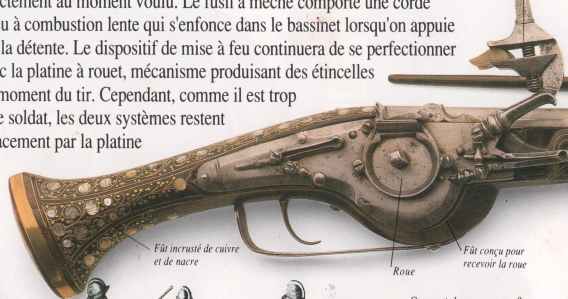 ctement au moment voulu. Le fusil à mèche comporte une corde
eu à combustion lente qui s'enfonce dans le bassinet lorsqu'on appuie
la détente. Le dispositif de mise à feu continuera de se perfectionner
c la platine à rouet, mécanisme produisant des étincelles
moment du tir. Cependant, comme il est trop
e soldat, les deux systèmes restent
acement par la platine
Fût incrusté de cuivre
et de nacre
Roue
Fût conçu pour
recevoir la roue